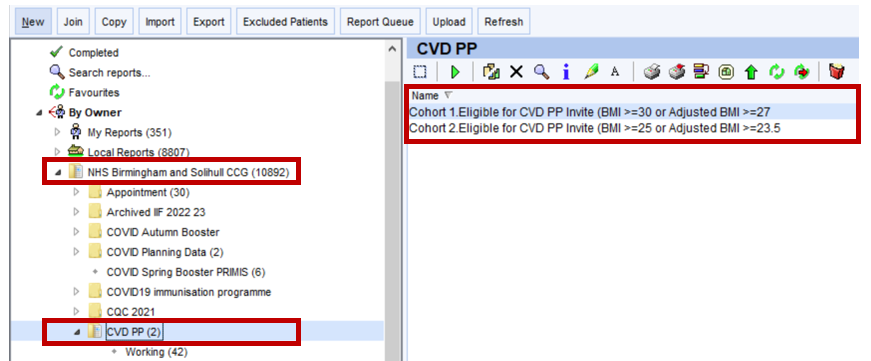 New Join Copy Import Export Excluded Patients Report Queue Upload Refresh
Completed
Search reports...
Favourites
By Owner
My Reports (351)
Local Reports (8807)
NHS Birmingham and Solihull CCG (10892)
Appointment (30)
Archived IIF 2022 23
COVID Autumn Booster
COVID Planning Data (2)
COVID Spring Booster PRIMIS (6)
COVID19 immunisation programme
CQC 2021
CVD PP (2)
Working (42)
CVD PP
Name
Cohort 1.Eligible for CVD PP Invite (BMI >=30 or Adjusted BMI >=27
Cohort 2.Eligible for CVD PP Invite (BMI >=25 or Adjusted BMI >=23.5